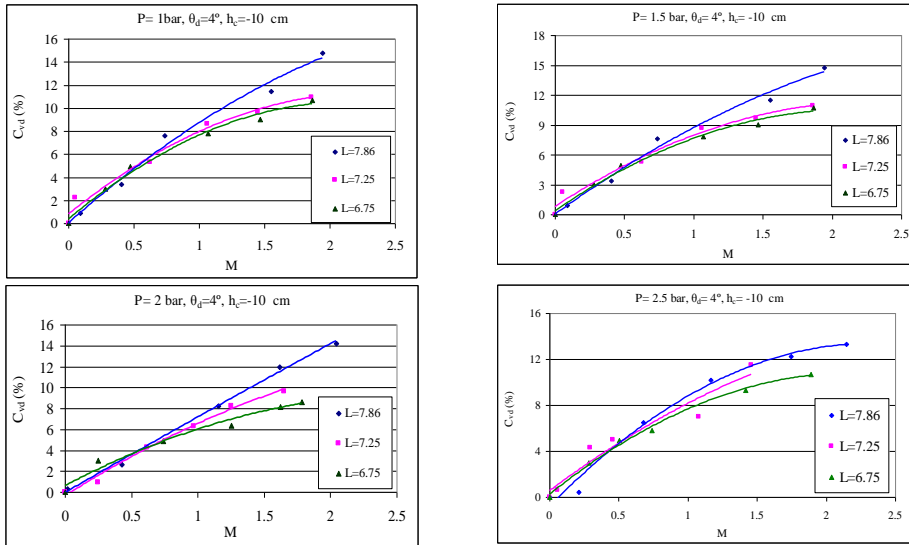 P= 1bar, θd=4º, hc=-10 cm
16
14
12
10
8
6
4
2
0
Cvd (%)
0
0.5
1
1.5
2
2.5
M
L=7.86
L=7.25
L=6.75
P= 1.5 bar, θd= 4º, hc=-10 cm
18
15
12
9
6
3
0
Cvd (%)
0
0.5
1
1.5
2
2.5
M
L=7.86
L=7.25
L=6.75
P= 2 bar, θd=4º, hc=-10 cm
16
14
12
10
8
6
4
2
0
Cvd (%)
0
0.5
1
1.5
2
2.5
M
L=7.86
L=7.25
L=6.75
P= 2.5 bar, θd= 4º, hc=-10 cm
16
12
8
4
0
Cvd (%)
0
0.5
1
1.5
2
2.5
M
L=7.86
L=7.25
L=6.75